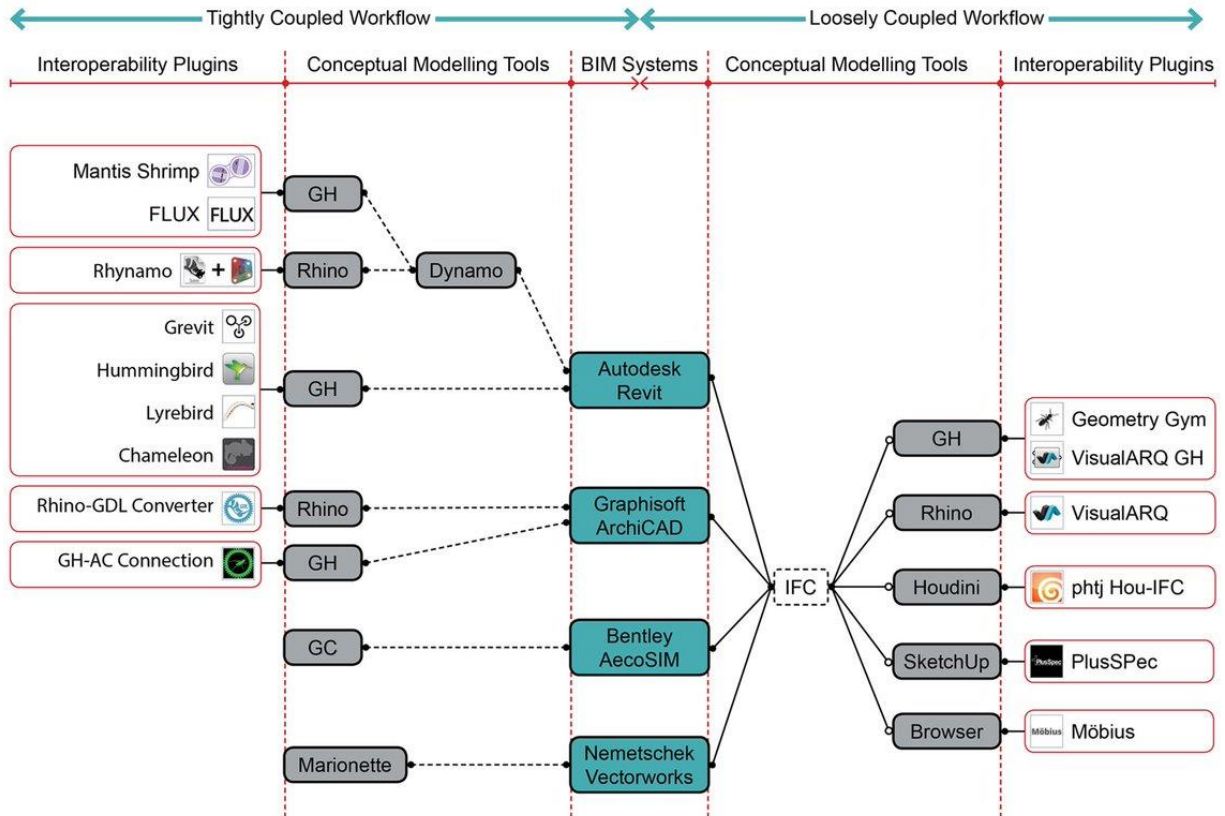 Tightly Coupled Workflow
Loosely Coupled Workflow
Interoperability Plugins
Conceptual Modelling Tools
BIM Systems
Conceptual Modelling Tools
Interoperability Plugins
Mantis Shrimp
FLUX FLUX
Rhynamo +
Grevit
Hummingbird
Lyrebird
Chameleon
Rhino-GDL Converter
GH-AC Connection
GH
Rhino
Dynamo
GH
Rhino
GH
GC
Marionette
Autodesk
Revit
Graphisoft
ArchiCAD
Bentley
AecoSIM
Nemetschek
Vectorworks
IFC
GH
Rhino
Houdini
SketchUp
Browser
Geometry Gym
VisualARQ GH
VisualARQ
phtj Hou-IFC
PlusSpec PlusSPec
Möbius Möbius